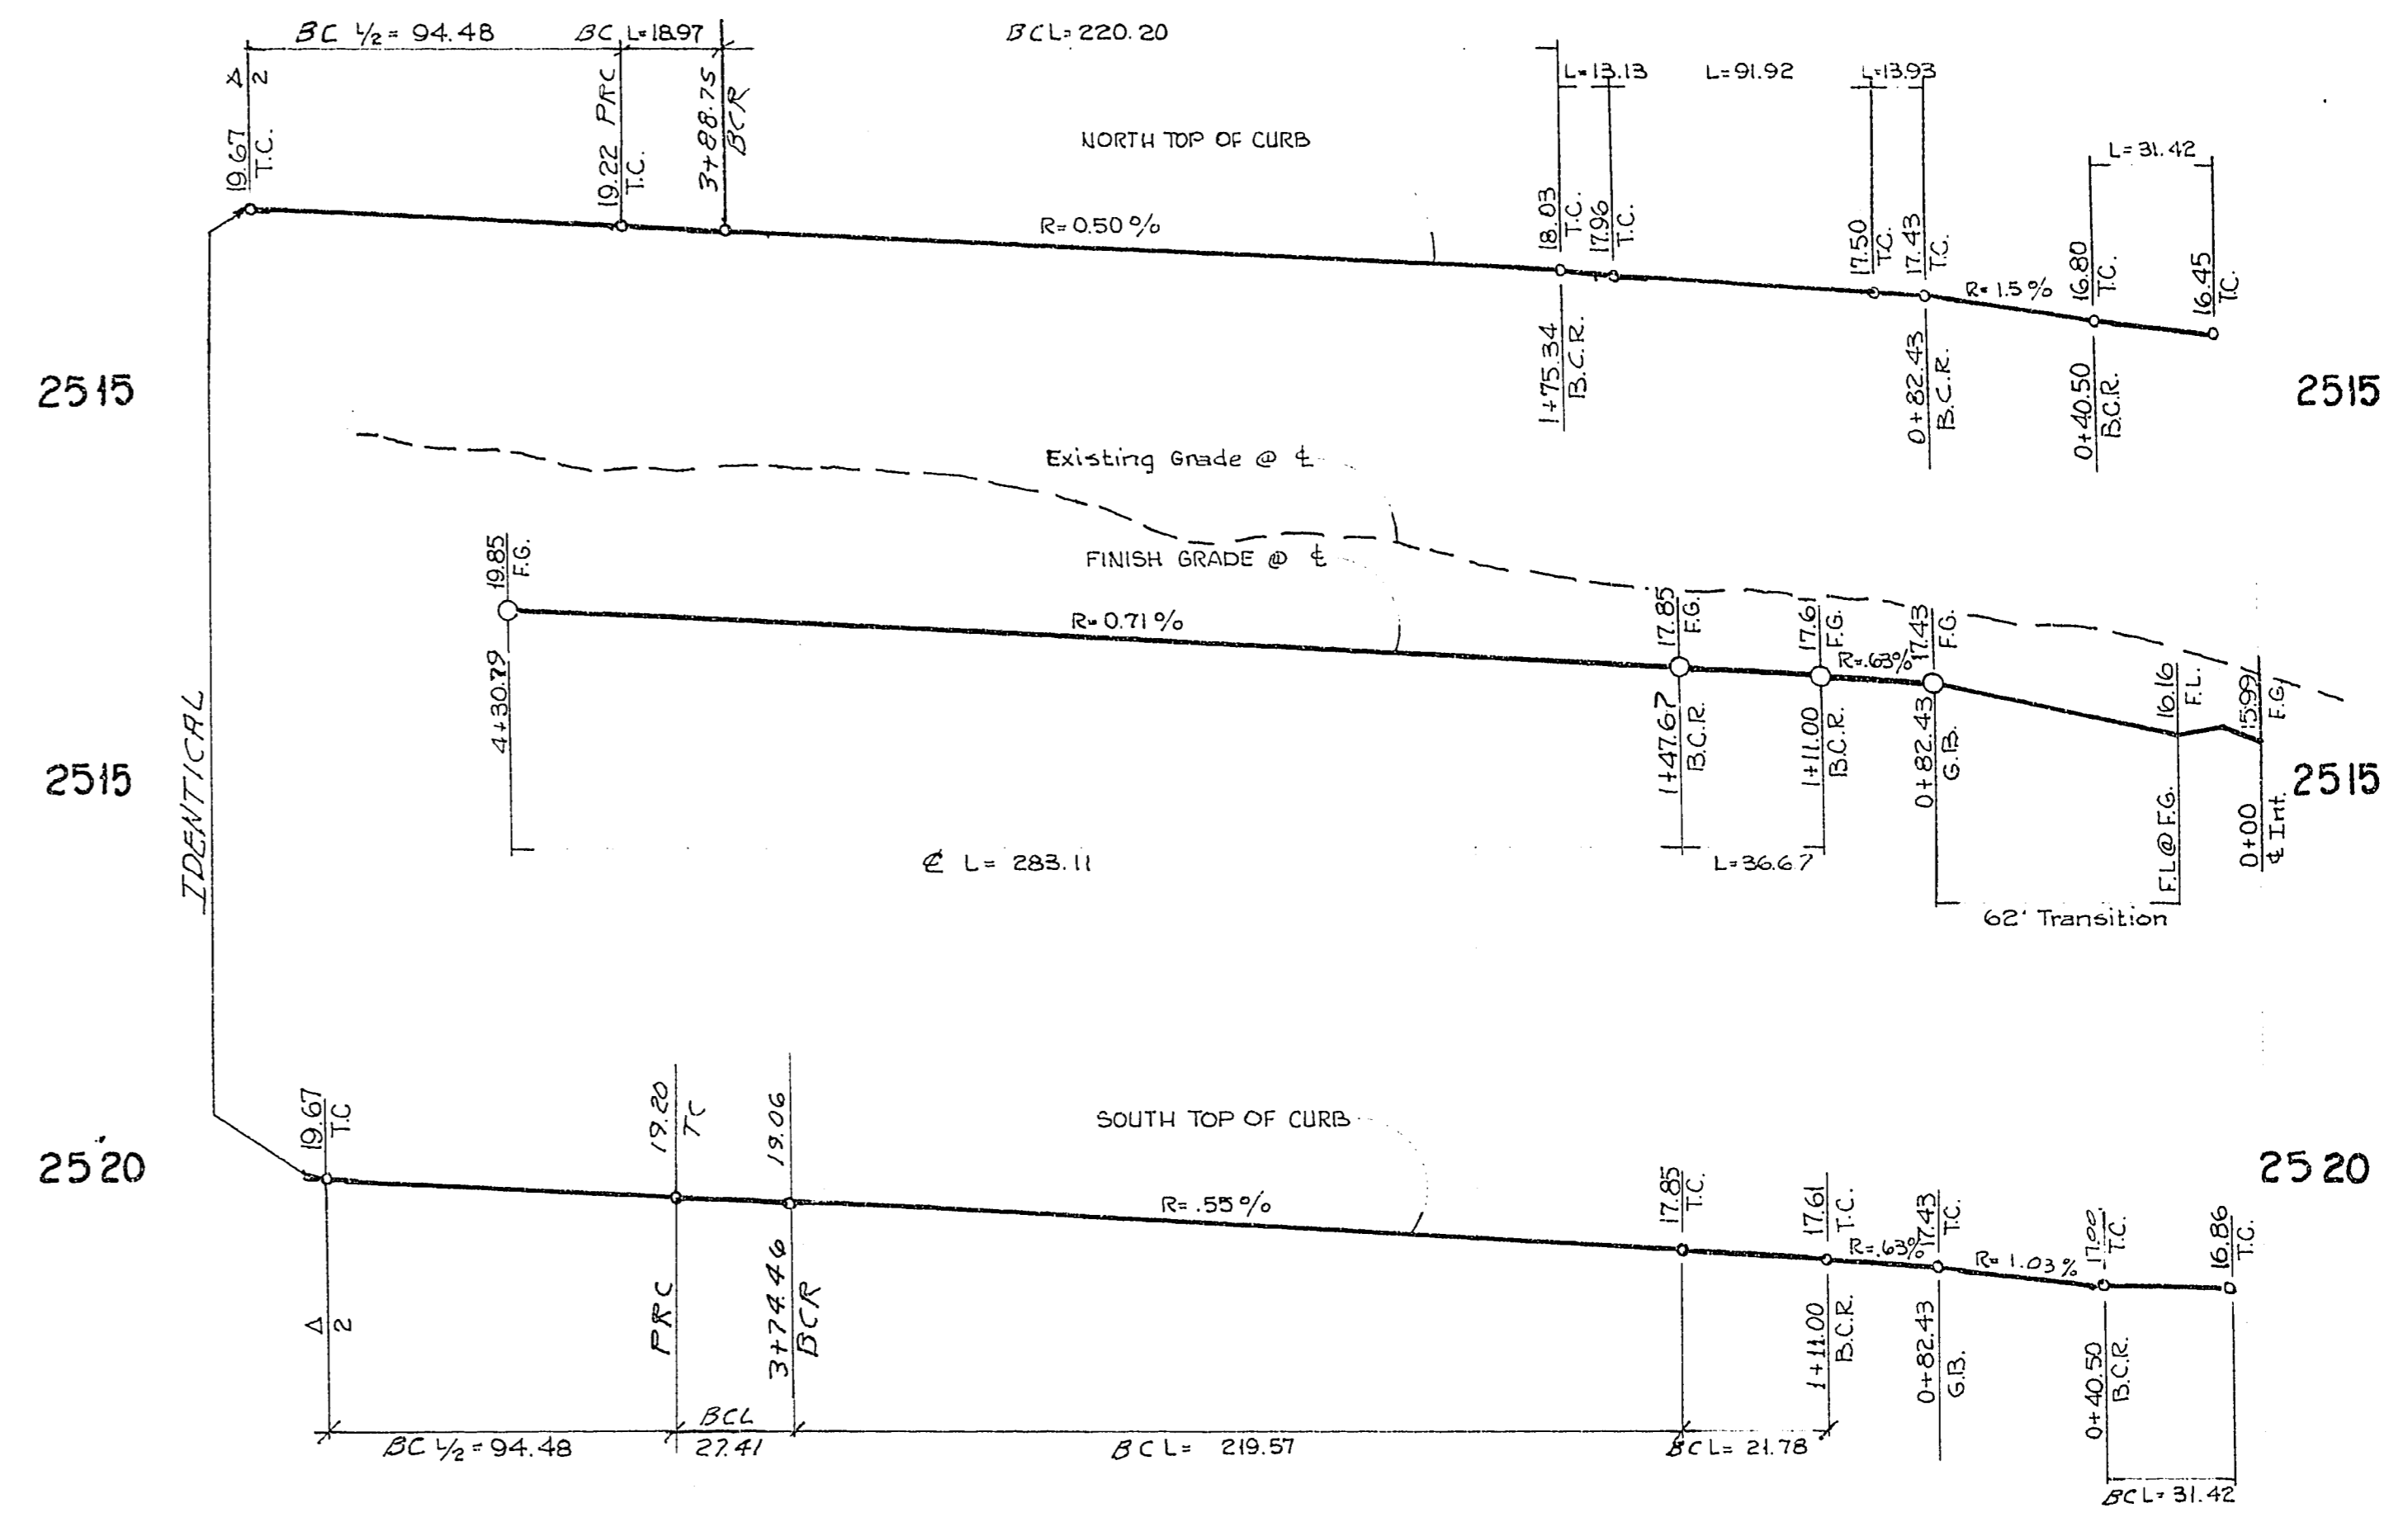 BC L/2 = 94.48
BC L=18.97
BCL=220.20
L=13.13
L=91.92
L=13.93
L=31.42
Δ
2
19.67
T.C.
19.22 PRC
T.C.
3+88.75
BCR
NORTH TOP OF CURB
R=0.50%
18.03
T.C.
17.96
T.C.
17.50
T.C.
17.43
T.C.
R=1.5%
16.80
T.C.
16.45
T.C.
1+75.34
B.C.R.
0+82.43
B.C.R.
0+40.50
B.C.R.
2515
2515
Existing Grade @ ℄
FINISH GRADE @ ℄
19.85
F.G.
R=0.71%
17.85
F.G.
17.61
F.G.
R=.63%
17.43
F.G.
16.16
F.L.
15.99
F.G.
4+30.79
1+47.67
B.C.R.
1+11.00
B.C.R.
0+82.43
G.B.
F.L@F.G.
0+00
℄ Int.
IDENTICAL
2515
2515
℄ L= 283.11
L=36.67
62' Transition
19.67
T.C
19.20
TC
19.06
SOUTH TOP OF CURB
R= .55%
17.85
T.C.
17.61
T.C.
R=.63%
17.43
T.C.
R=1.03%
17.00
T.C.
16.86
T.C.
2520
2520
Δ
2
PRC
3+74.46
BCR
1+11.00
B.C.R.
0+82.43
G.B.
0+40.50
B.C.R.
BC L/2=94.48
BCL
27.41
BCL= 219.57
BCL= 21.78
BCL=31.42